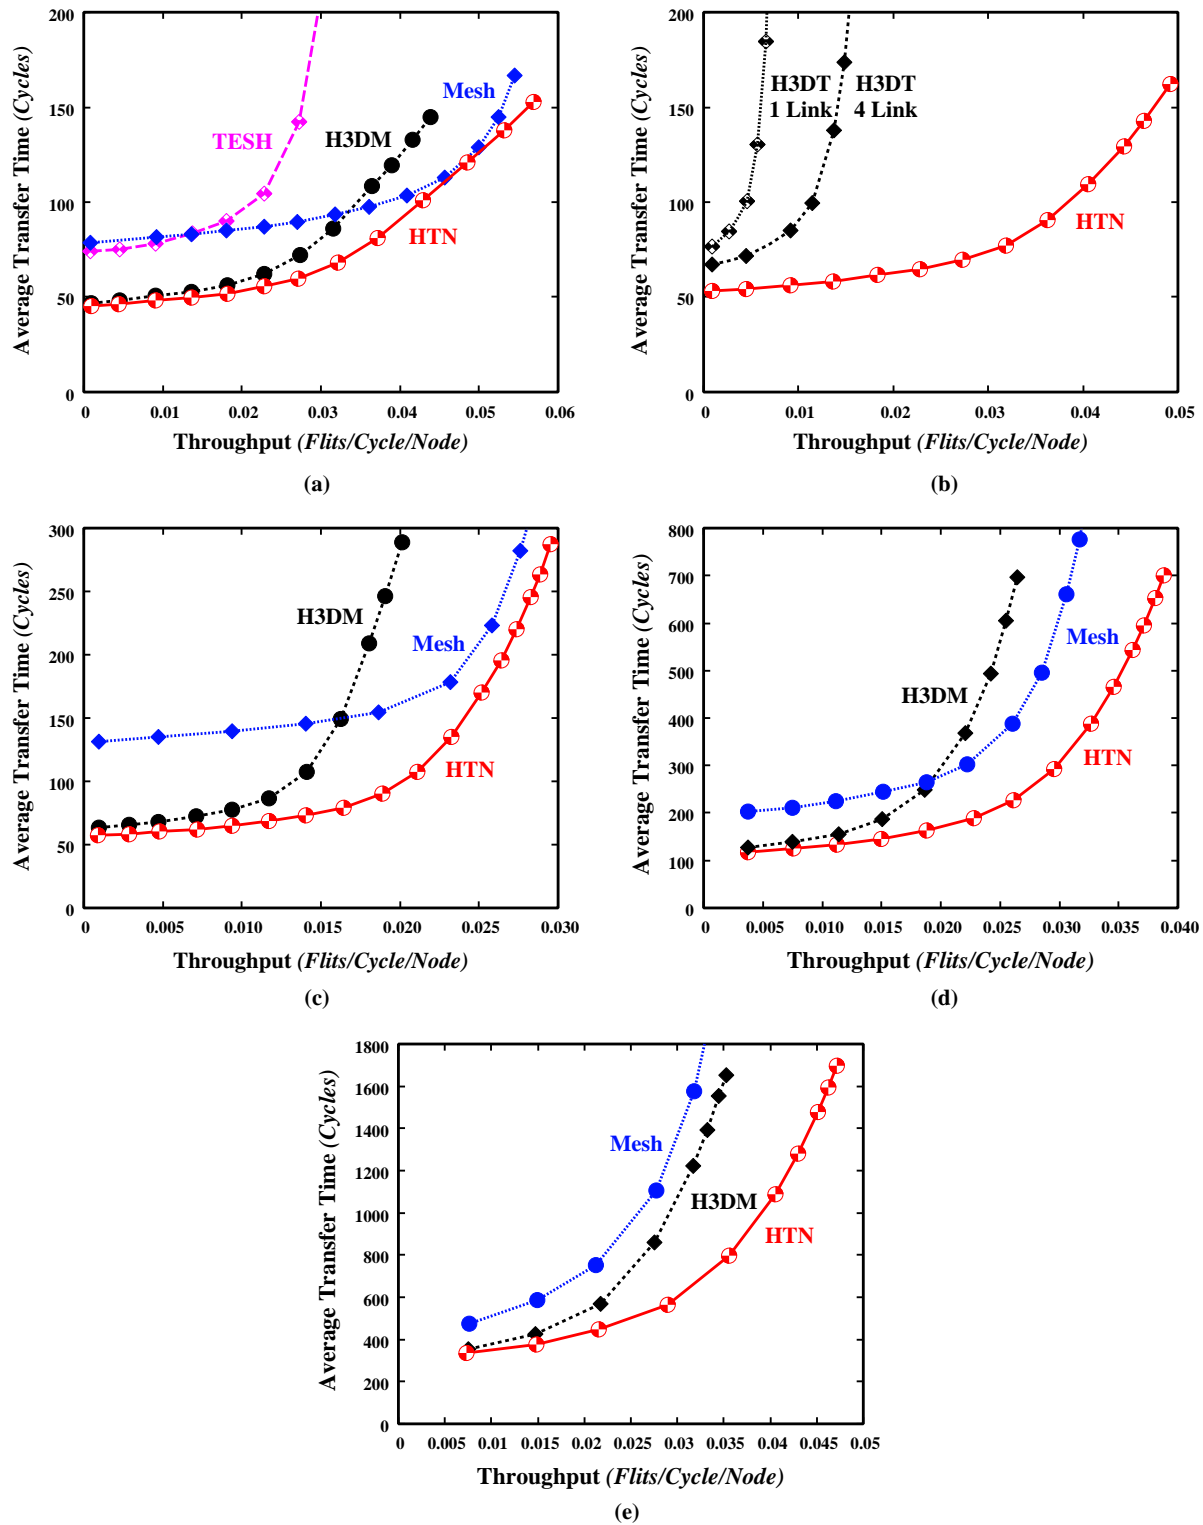 200
150
100
50
0
Average Transfer Time (Cycles)
TESH
H3DM
Mesh
HTN
0 0.01 0.02 0.03 0.04 0.05 0.06
Throughput (Flits/Cycle/Node)
(a)
200
150
100
50
0
Average Transfer Time (Cycles)
H3DT
1 Link
H3DT
4 Link
HTN
0 0.01 0.02 0.03 0.04 0.05
Throughput (Flits/Cycle/Node)
(b)
300
250
200
150
100
50
0
Average Transfer Time (Cycles)
H3DM
Mesh
HTN
0 0.005 0.010 0.015 0.020 0.025 0.030
Throughput (Flits/Cycle/Node)
(c)
800
700
600
500
400
300
200
100
0
Average Transfer Time (Cycles)
Mesh
H3DM
HTN
0 0.005 0.010 0.015 0.020 0.025 0.030 0.035 0.040
Throughput (Flits/Cycle/Node)
(d)
1800
1600
1400
1200
1000
800
600
400
200
0
Average Transfer Time (Cycles)
Mesh
H3DM
HTN
0 0.005 0.01 0.015 0.02 0.025 0.03 0.035 0.04 0.045 0.05
Throughput (Flits/Cycle/Node)
(e)